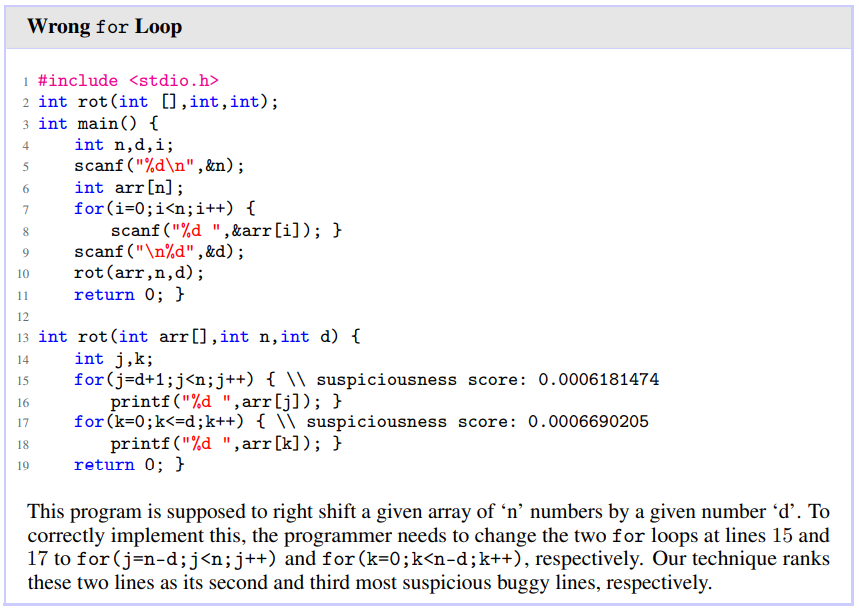 Wrong for Loop
1 #include <stdio.h>
2 int rot(int [],int,int);
3 int main() {
4     int n,d,i;
5     scanf("%d\n",&n);
6     int arr[n];
7     for(i=0;i<n;i++) {
8         scanf("%d ",&arr[i]); }
9     scanf("\n%d",&d);
10     rot(arr,n,d);
11     return 0; }
12
13 int rot(int arr[],int n,int d) {
14     int j,k;
15     for(j=d+1;j<n;j++) { \\ suspiciousness score: 0.0006181474
16         printf("%d ",arr[j]); }
17     for(k=0;k<=d;k++) { \\ suspiciousness score: 0.0006690205
18         printf("%d ",arr[k]); }
19     return 0; }
This program is supposed to right shift a given array of ‘n’ numbers by a given number ‘d’. To
correctly implement this, the programmer needs to change the two for loops at lines 15 and
17 to for(j=n-d;j<n;j++) and for(k=0;k<n-d;k++), respectively. Our technique ranks
these two lines as its second and third most suspicious buggy lines, respectively.